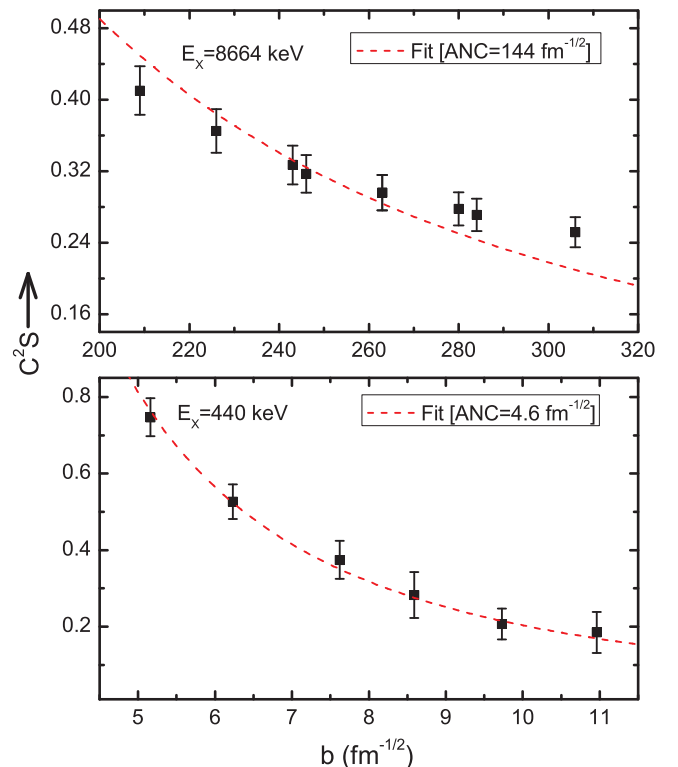 0.48
0.40
0.32
0.24
0.16
E_X=8664 keV
Fit [ANC=144 fm^-1/2]
200 220 240 260 280 300 320
C²S
0.8
0.6
0.4
0.2
E_X=440 keV
Fit [ANC=4.6 fm^-1/2]
5 6 7 8 9 10 11
b (fm^-1/2)